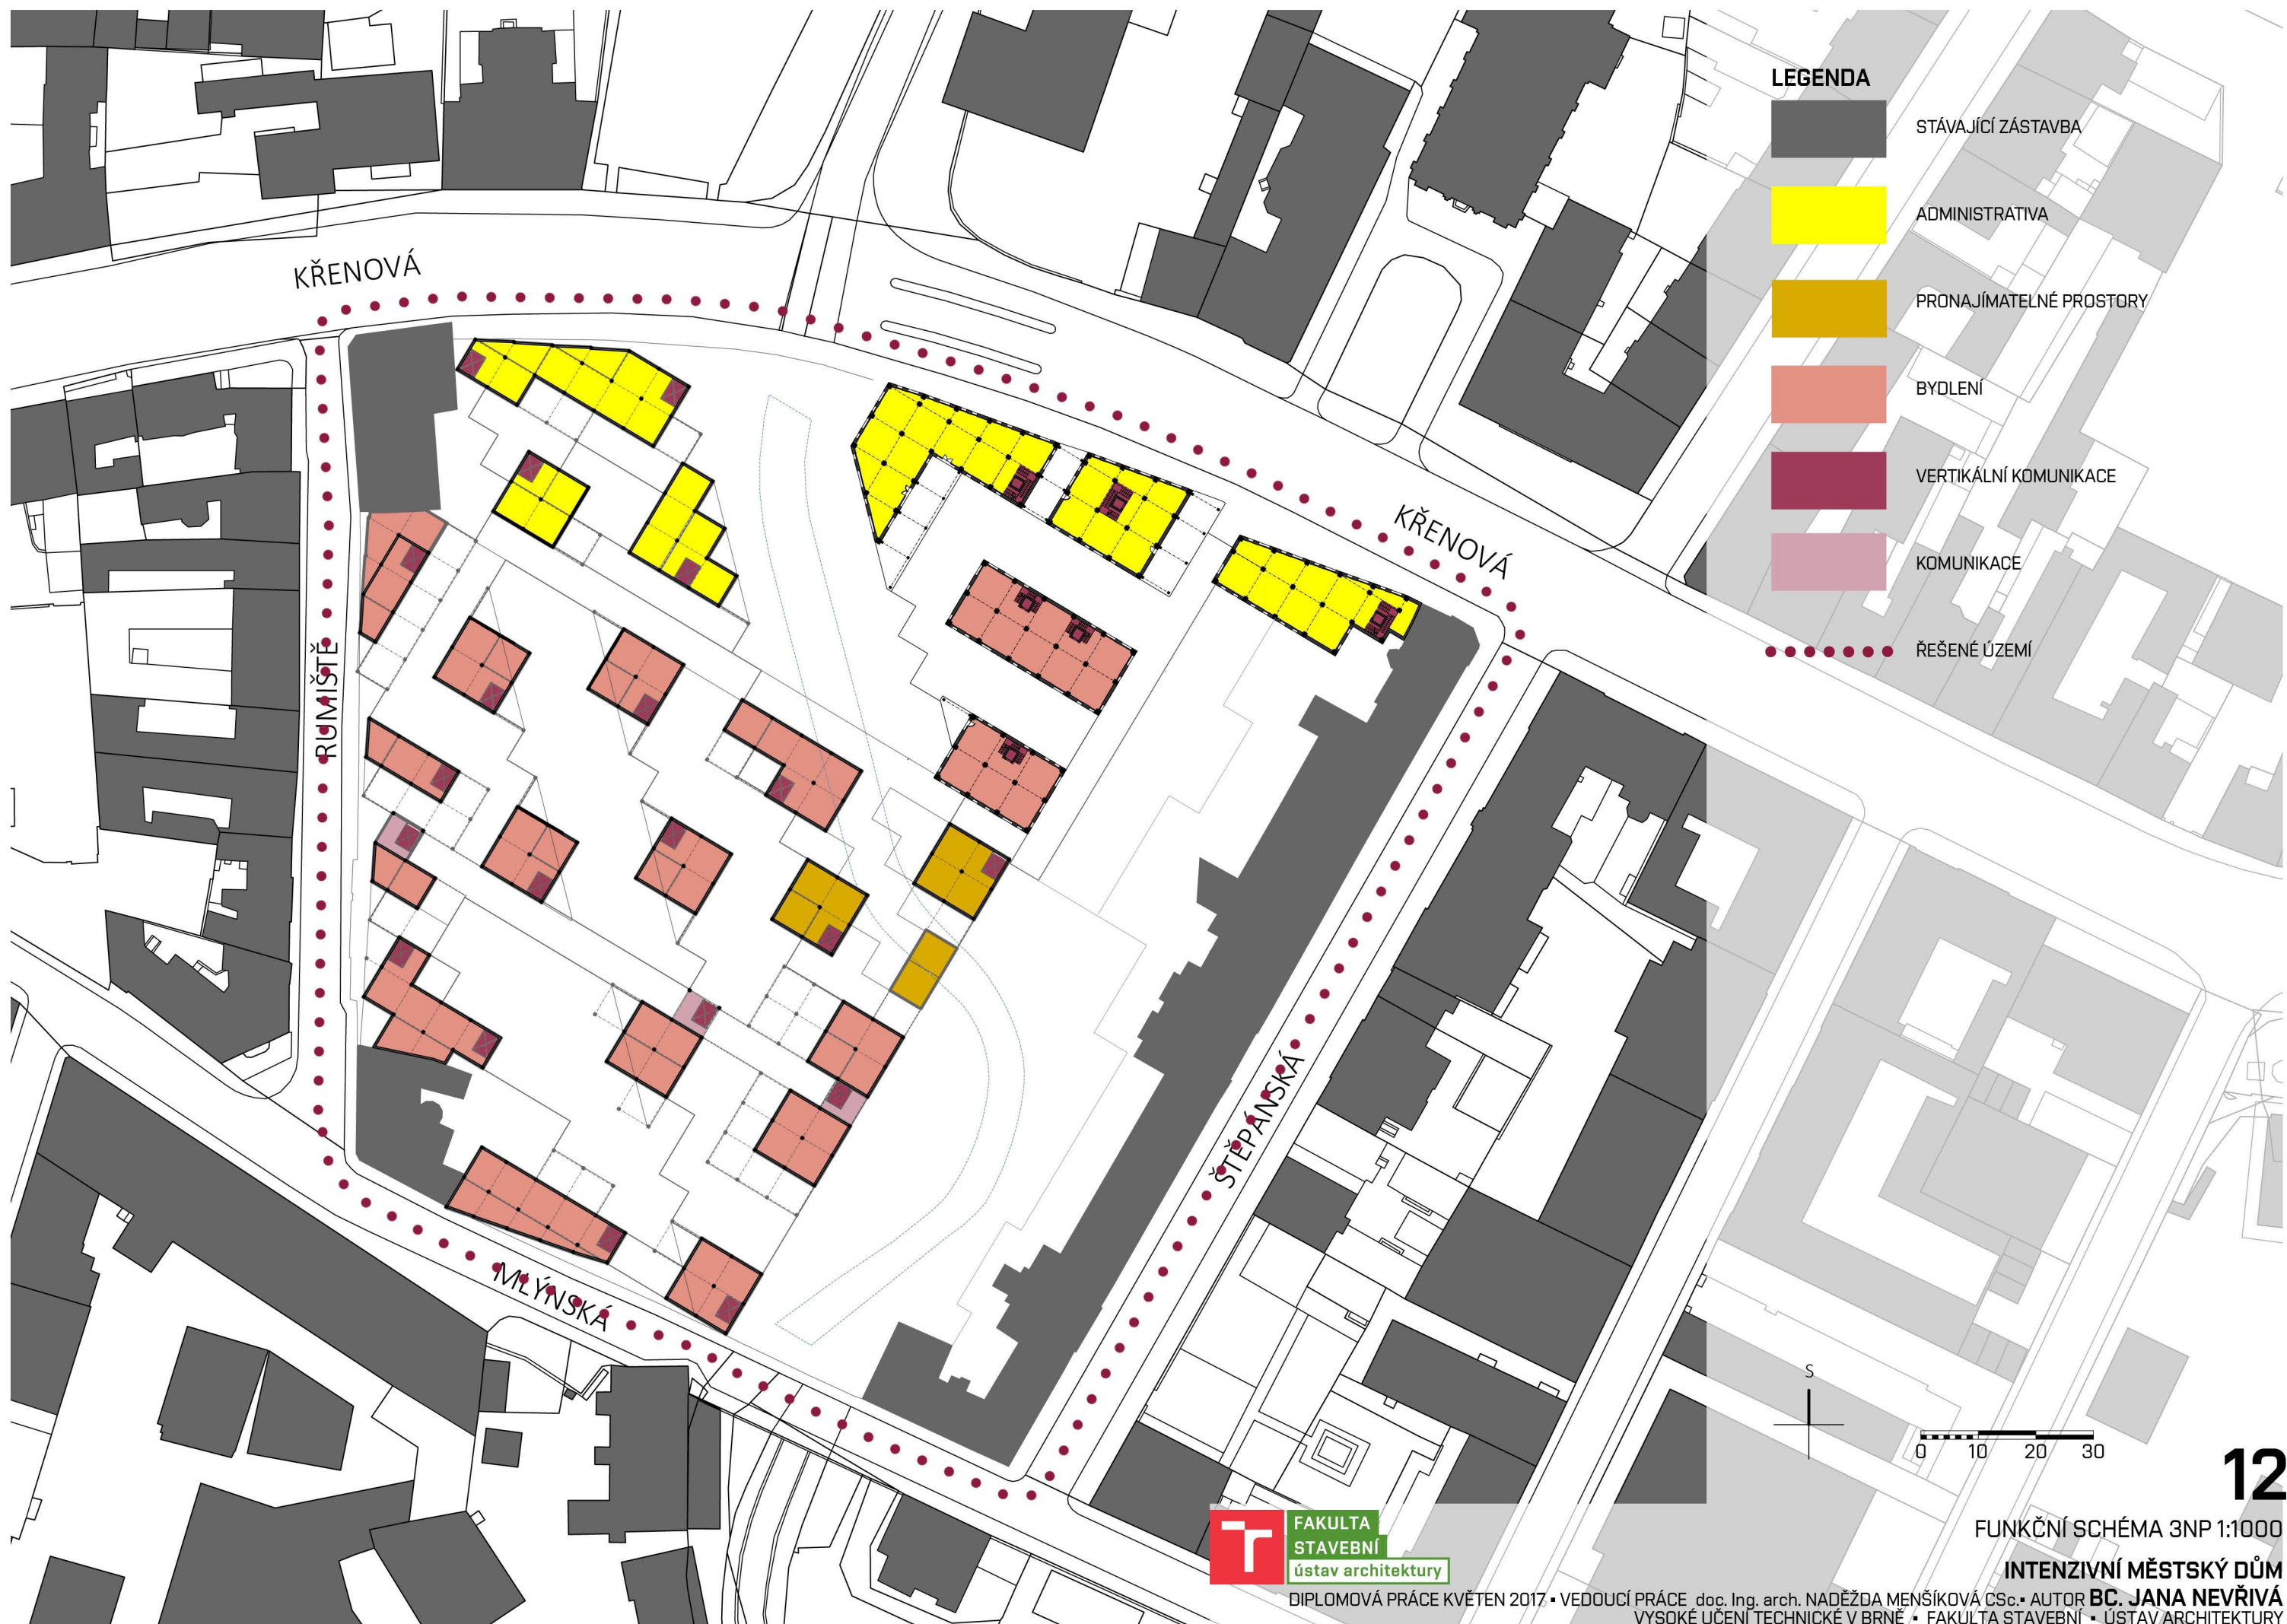 KŘENOVÁ
KŘENOVÁ
RUMIŠTĚ
ŠTĚPÁNSKÁ
MLÝNSKÁ
LEGENDA
STÁVAJÍCÍ ZÁSTAVBA
ADMINISTRATIVA
PRONAJÍMATELNÉ PROSTORY
BYDLENÍ
VERTIKÁLNÍ KOMUNIKACE
KOMUNIKACE
ŘEŠENÉ ÚZEMÍ
S
0 10 20 30
12
FUNKČNÍ SCHÉMA 3NP 1:1000
INTENZIVNÍ MĚSTSKÝ DŮM
FAKULTA
STAVEBNÍ
ústav architektury
DIPLOMOVÁ PRÁCE KVĚTEN 2017 ▪ VEDOUCÍ PRÁCE doc. Ing. arch. NADĚŽDA MENŠÍKOVÁ CSc. ▪ AUTOR BC. JANA NEVŘIVÁ
VYSOKÉ UČENÍ TECHNICKÉ V BRNĚ ▪ FAKULTA STAVEBNÍ ▪ ÚSTAV ARCHITEKTURY